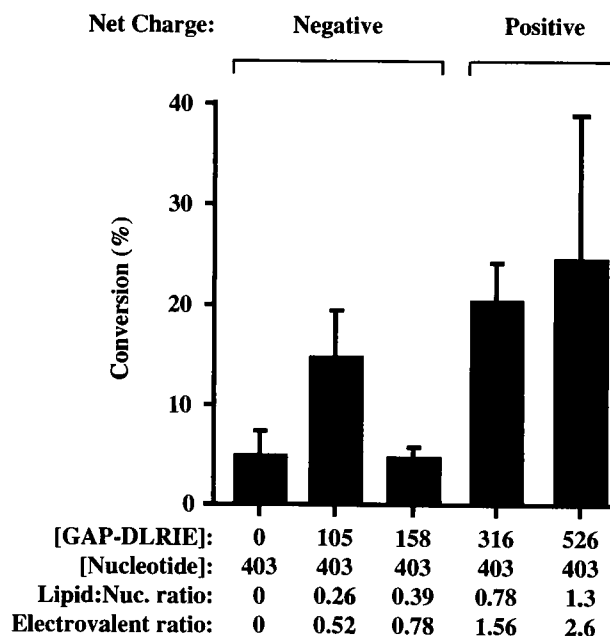 Net Charge: Negative Positive
40
30
20
10
0
Conversion (%)
[GAP-DLRIE]: 0 105 158 316 526
[Nucleotide]: 403 403 403 403 403
Lipid:Nuc. ratio: 0 0.26 0.39 0.78 1.3
Electrovalent ratio: 0 0.52 0.78 1.56 2.6